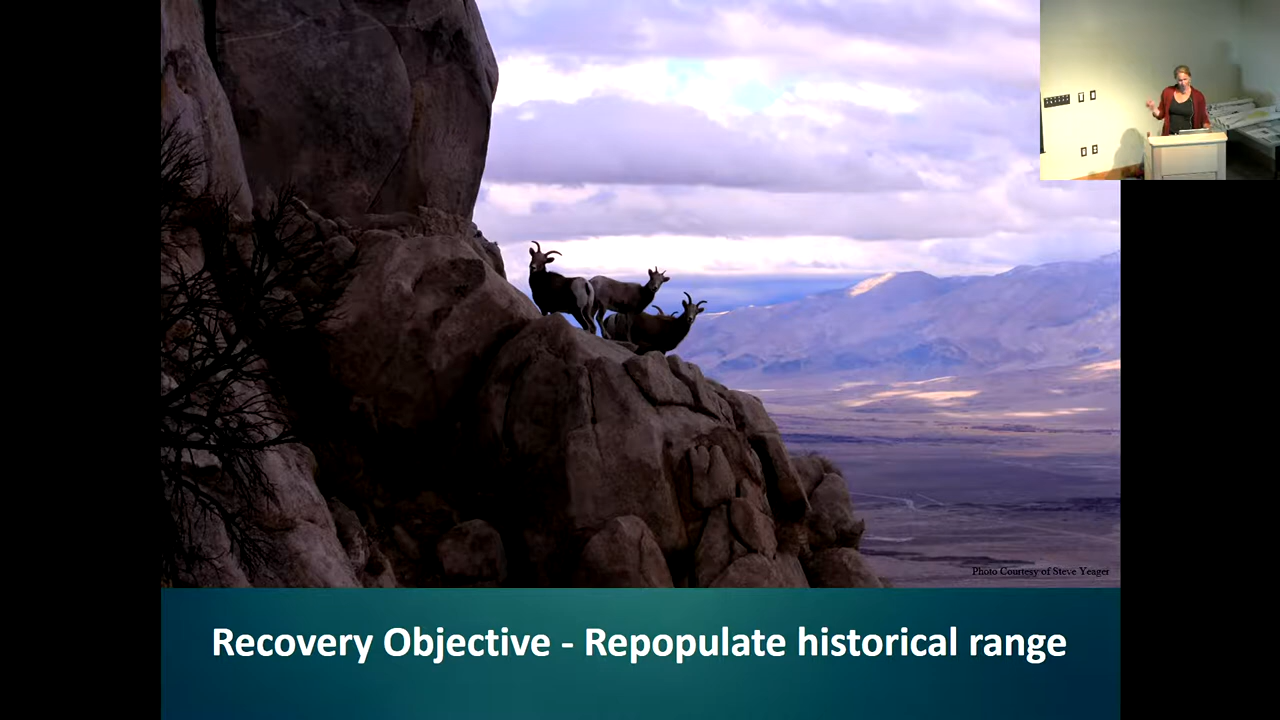 Photo Courtesy of Steve Yeager
Recovery Objective - Repopulate historical range